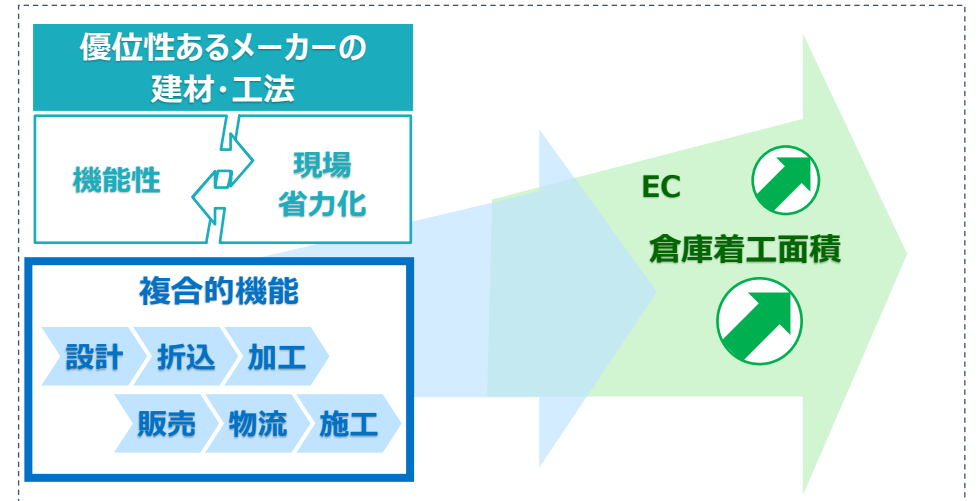 優位性あるメーカーの
建材･工法
機能性
現場
省力化
複合的機能
設計
折込
加工
販売
物流
施工
EC
倉庫着工面積